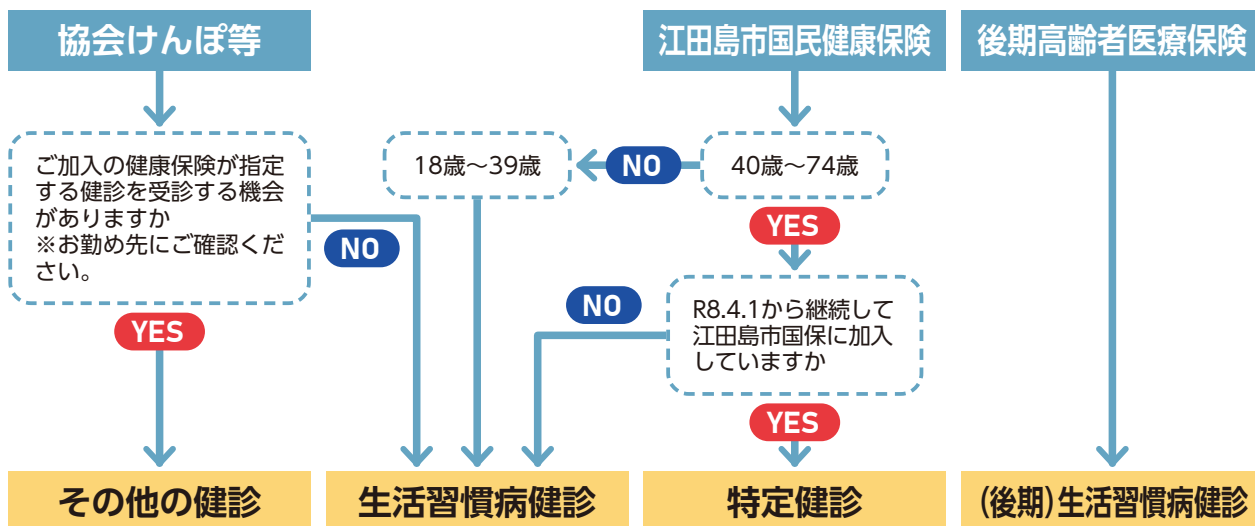 協会けんぽ等
江田島市国民健康保険
後期高齢者医療保険
ご加入の健康保険が指定
する健診を受診する機会
がありますか
※お勤め先にご確認くだ
さい。
18歳～39歳
NO
40歳～74歳
YES
NO
NO
R8.4.1から継続して
江田島市国保に加入
していますか
YES
YES
その他の健診
生活習慣病健診
特定健診
(後期)生活習慣病健診